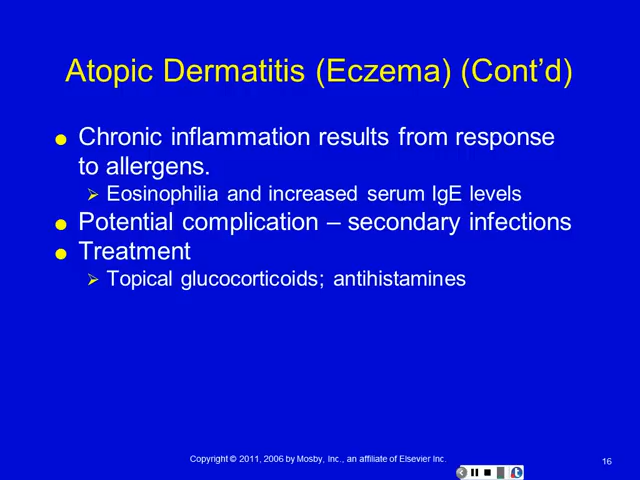 Atopic Dermatitis (Eczema) (Cont’d)
Chronic inflammation results from response
to allergens.
Eosinophilia and increased serum IgE levels
Potential complication – secondary infections
Treatment
Topical glucocorticoids; antihistamines
Copyright © 2011, 2006 by Mosby, Inc., an affiliate of Elsevier Inc.
16